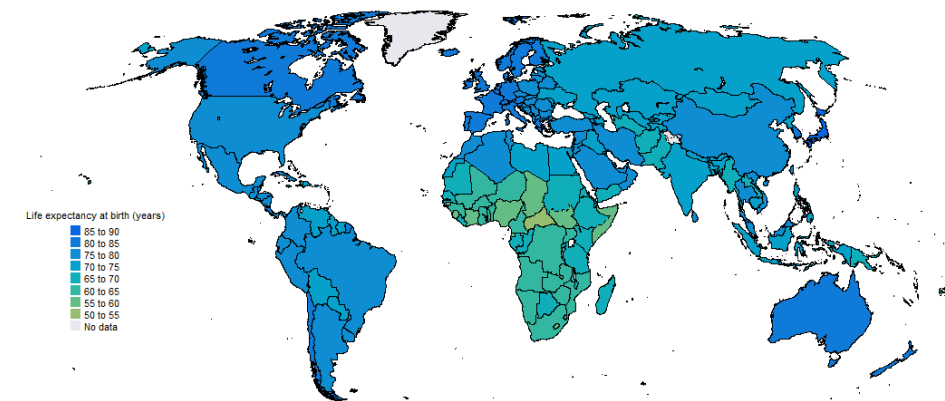 Life expectancy at birth (years)
85 to 90
80 to 85
75 to 80
70 to 75
65 to 70
60 to 65
55 to 60
50 to 55
No data